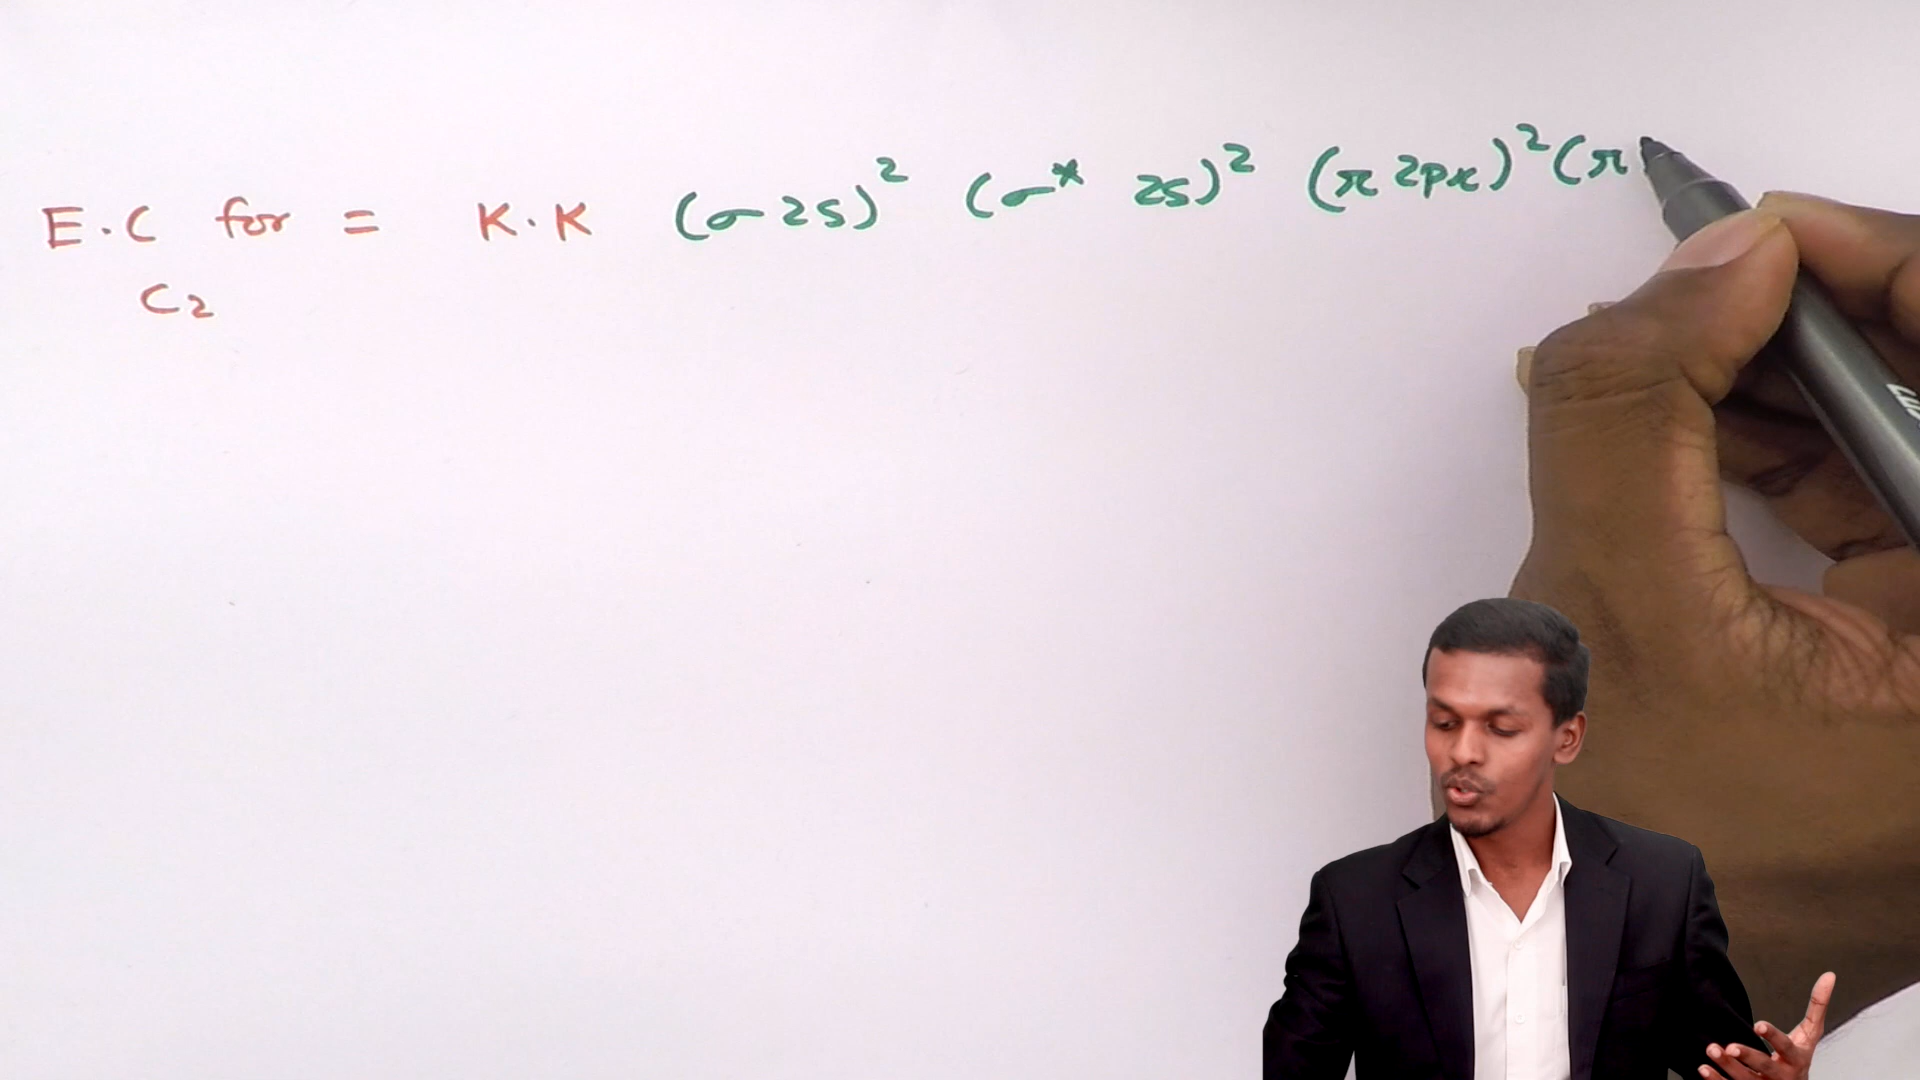 E.C for = K.K (σ 2s)² (σ* 2s)² (π 2px)² (π
C₂